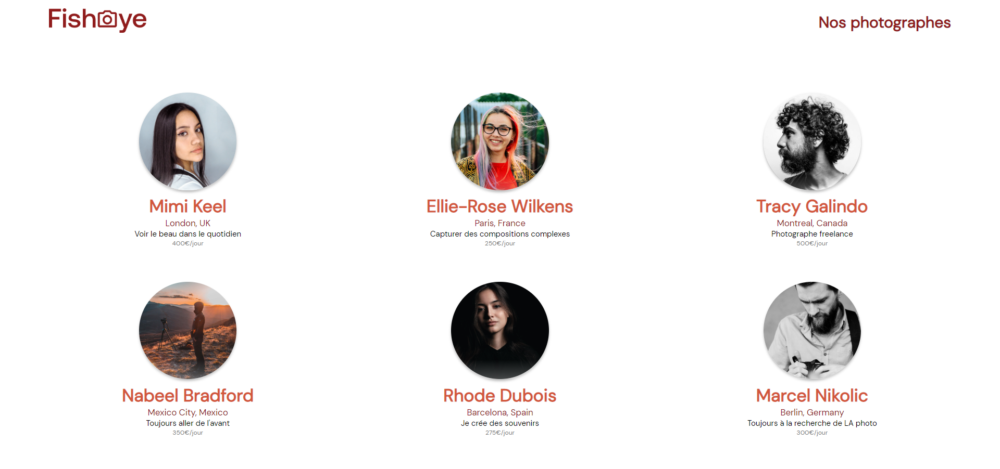 Fisheye
Nos photographes
Mimi Keel
London, UK
Voir le beau dans le quotidien
400€/jour
Ellie-Rose Wilkens
Paris, France
Capturer des compositions complexes
250€/jour
Tracy Galindo
Montreal, Canada
Photographe freelance
500€/jour
Nabeel Bradford
Mexico City, Mexico
Toujours aller de l'avant
350€/jour
Rhode Dubois
Barcelona, Spain
Je crée des souvenirs
275€/jour
Marcel Nikolic
Berlin, Germany
Toujours à la recherche de LA photo
300€/jour